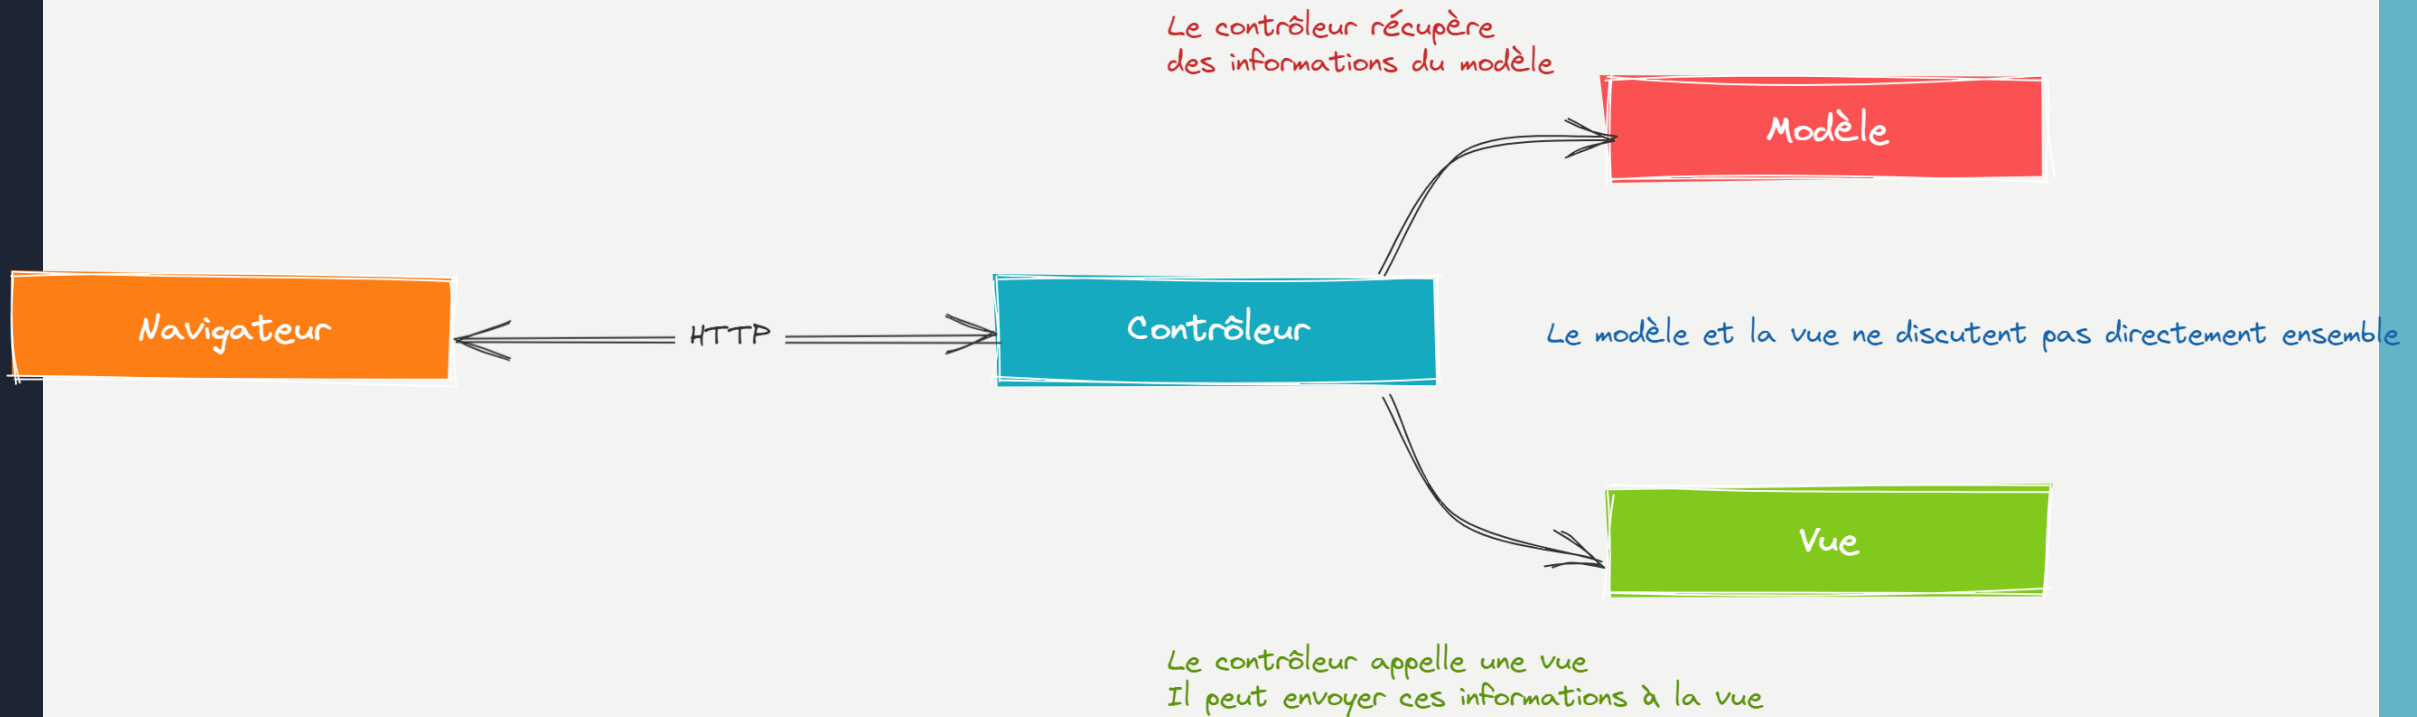 Le contrôleur récupère
des informations du modèle
Modèle
Navigateur
HTTP
Contrôleur
Le modèle et la vue ne discutent pas directement ensemble
Vue
Le contrôleur appelle une vue
Il peut envoyer ces informations à la vue